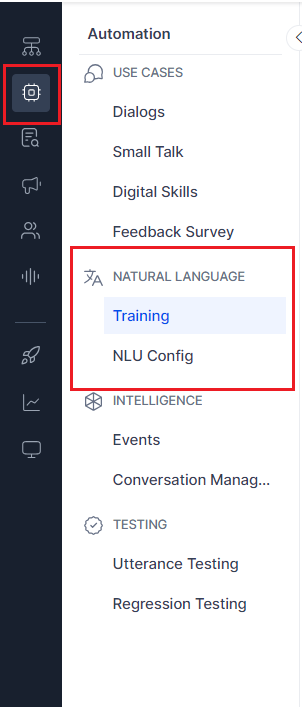 Automation
USE CASES
Dialogs
Small Talk
Digital Skills
Feedback Survey
NATURAL LANGUAGE
Training
NLU Config
INTELLIGENCE
Events
Conversation Manag...
TESTING
Utterance Testing
Regression Testing